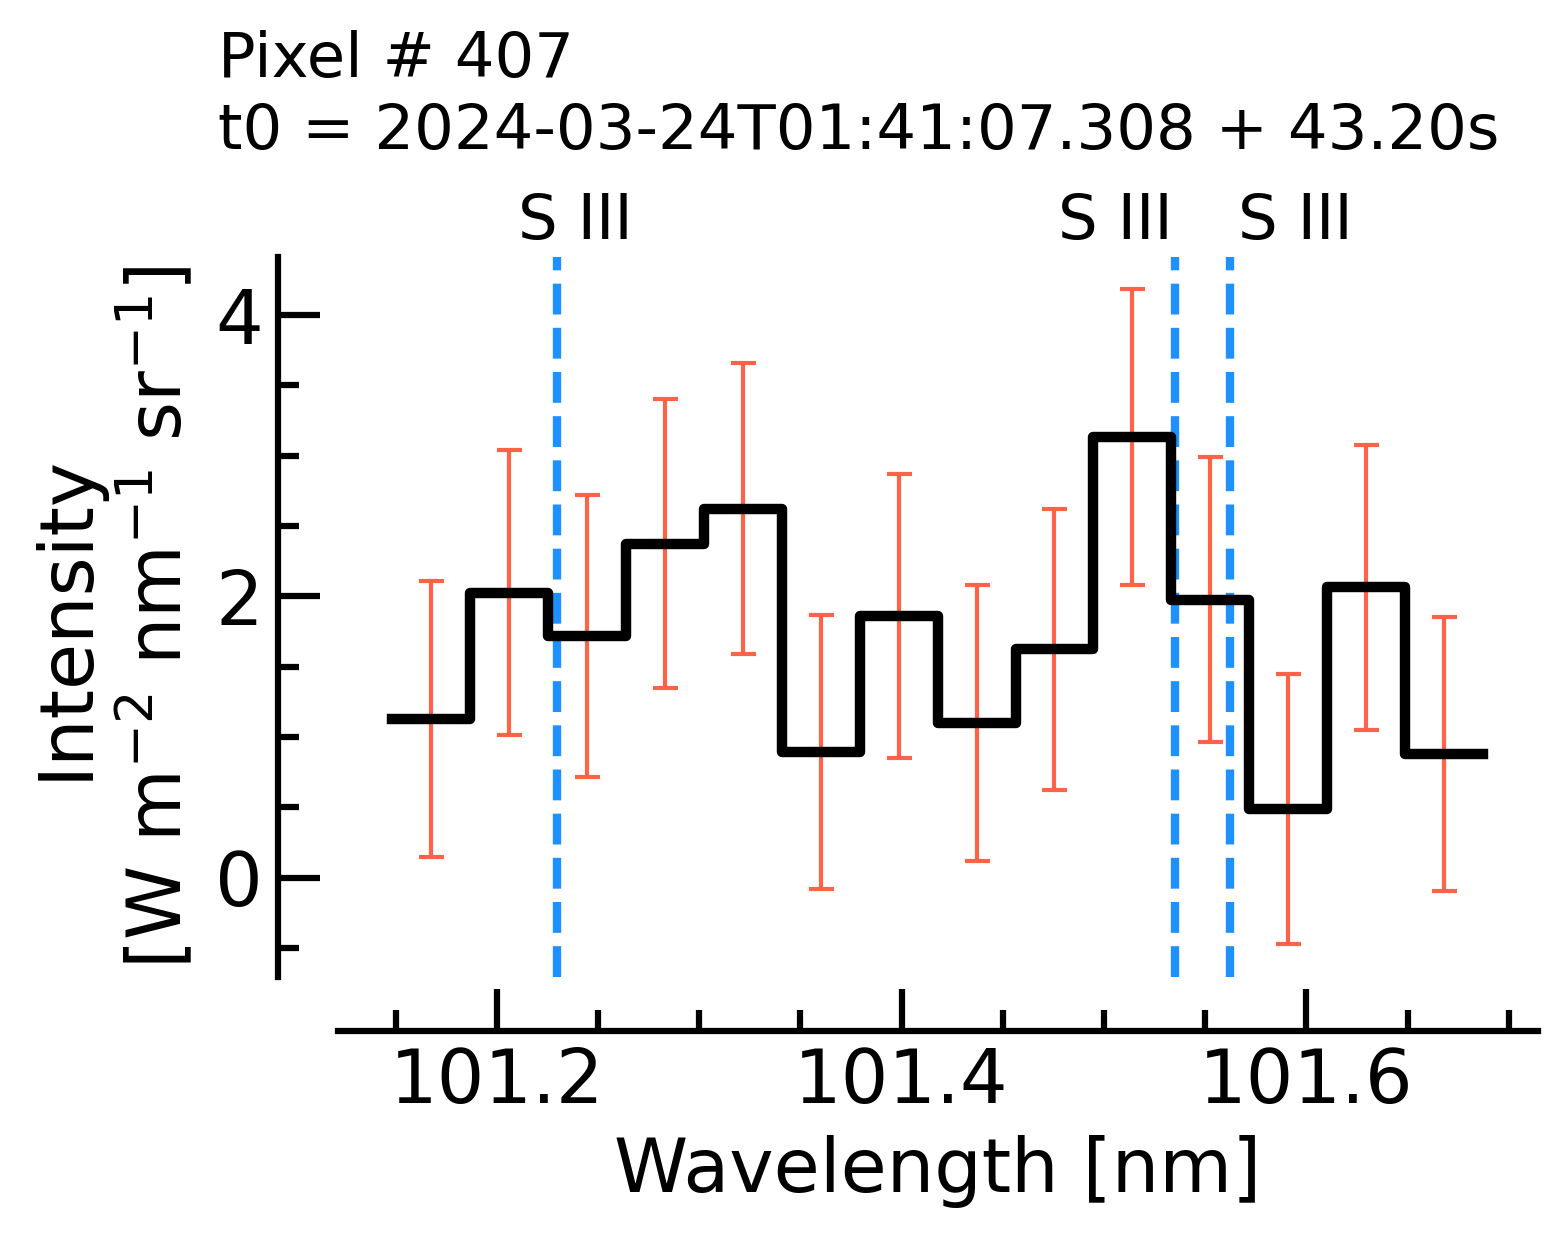 Pixel # 407
t0 = 2024-03-24T01:41:07.308 + 43.20s
S III S III S III
Intensity
[W m⁻² nm⁻¹ sr⁻¹]
4
2
0
101.2 101.4 101.6
Wavelength [nm]